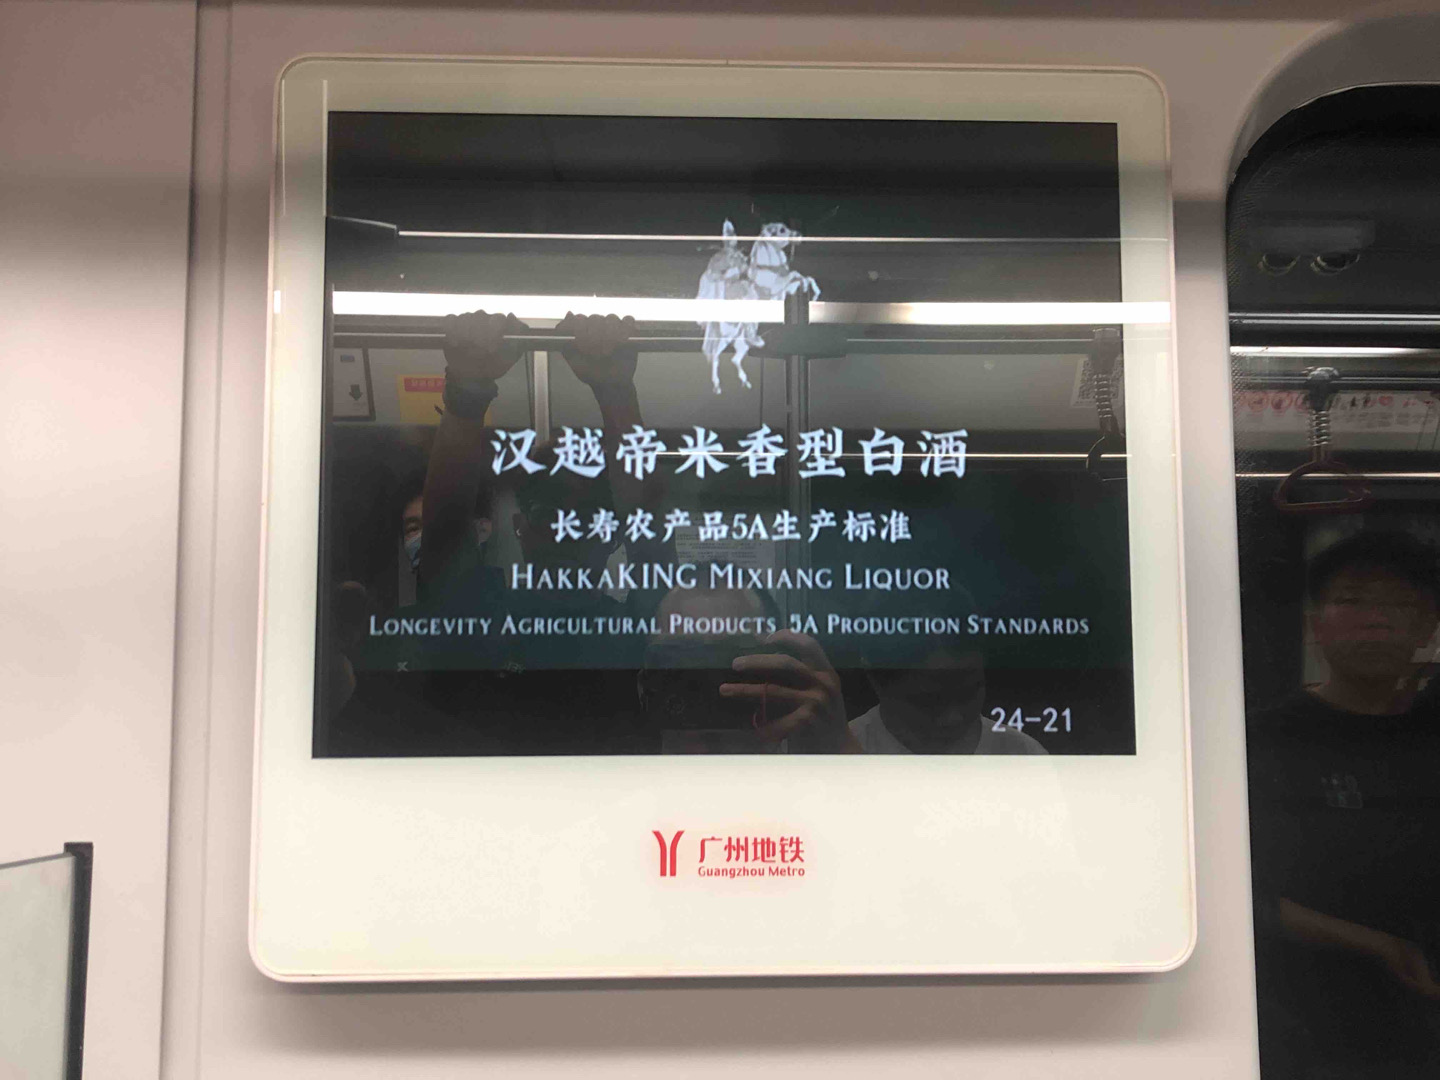 汉越帝米香型白酒
长寿农产品5A生产标准
HAKKAKING MIXIANG LIQUOR
LONGEVITY AGRICULTURAL PRODUCTS 5A PRODUCTION STANDARDS
24-21
广州地铁
Guangzhou Metro